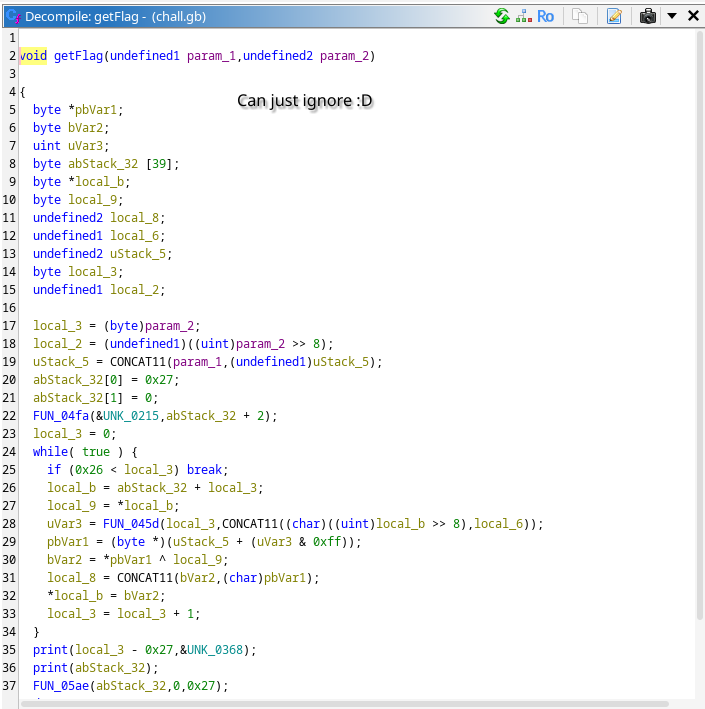 Decompile: getFlag - (chall.gb)
Ro
1
2 void getFlag(undefined1 param_1,undefined2 param_2)
3
4 {
Can just ignore :D
5 byte *pbVar1;
6 byte bVar2;
7 uint uVar3;
8 byte abStack_32 [39];
9 byte *local_b;
10 byte local_9;
11 undefined2 local_8;
12 undefined1 local_6;
13 undefined2 uStack_5;
14 byte local_3;
15 undefined1 local_2;
16
17 local_3 = (byte)param_2;
18 local_2 = (undefined1)((uint)param_2 >> 8);
19 uStack_5 = CONCAT11(param_1,(undefined1)uStack_5);
20 abStack_32[0] = 0x27;
21 abStack_32[1] = 0;
22 FUN_04fa(&UNK_0215,abStack_32 + 2);
23 local_3 = 0;
24 while( true ) {
25 if (0x26 < local_3) break;
26 local_b = abStack_32 + local_3;
27 local_9 = *local_b;
28 uVar3 = FUN_045d(local_3,CONCAT11((char)((uint)local_b >> 8),local_6));
29 pbVar1 = (byte *)(uStack_5 + (uVar3 & 0xff));
30 bVar2 = *pbVar1 ^ local_9;
31 local_8 = CONCAT11(bVar2,(char)pbVar1);
32 *local_b = bVar2;
33 local_3 = local_3 + 1;
34 }
35 print(local_3 - 0x27,&UNK_0368);
36 print(abStack_32);
37 FUN_05ae(abStack_32,0,0x27);